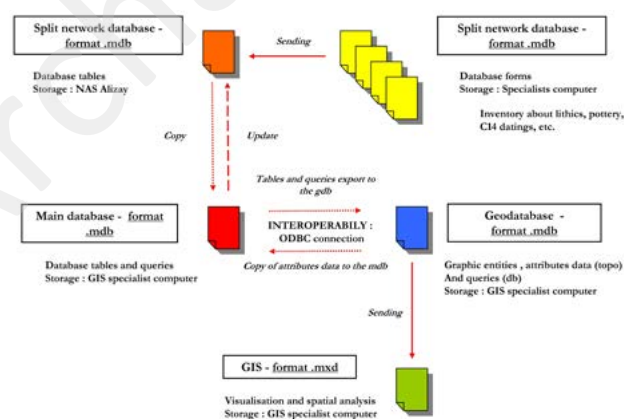 Split network database -
format .mdb
Database tables
Storage : NAS Alizay
Sending
Split network database -
format .mdb
Database forms
Storage : Specialists computer
Inventory about lithics, pottery,
C14 datings, etc.
Copy
Update
Tables and queries export to
the gdb
Main database - format
.mdb
INTEROPERABILY :
ODBC connection
Geodatabase -
format .mdb
Database tables and queries
Storage : GIS specialist computer
Copy of attributes data to the mdb
Graphic entities , attributes data (topo)
And queries (db)
Storage : GIS specialist computer
Sending
GIS - format .mxd
Visualisation and spatial analysis
Storage : GIS specialist computer